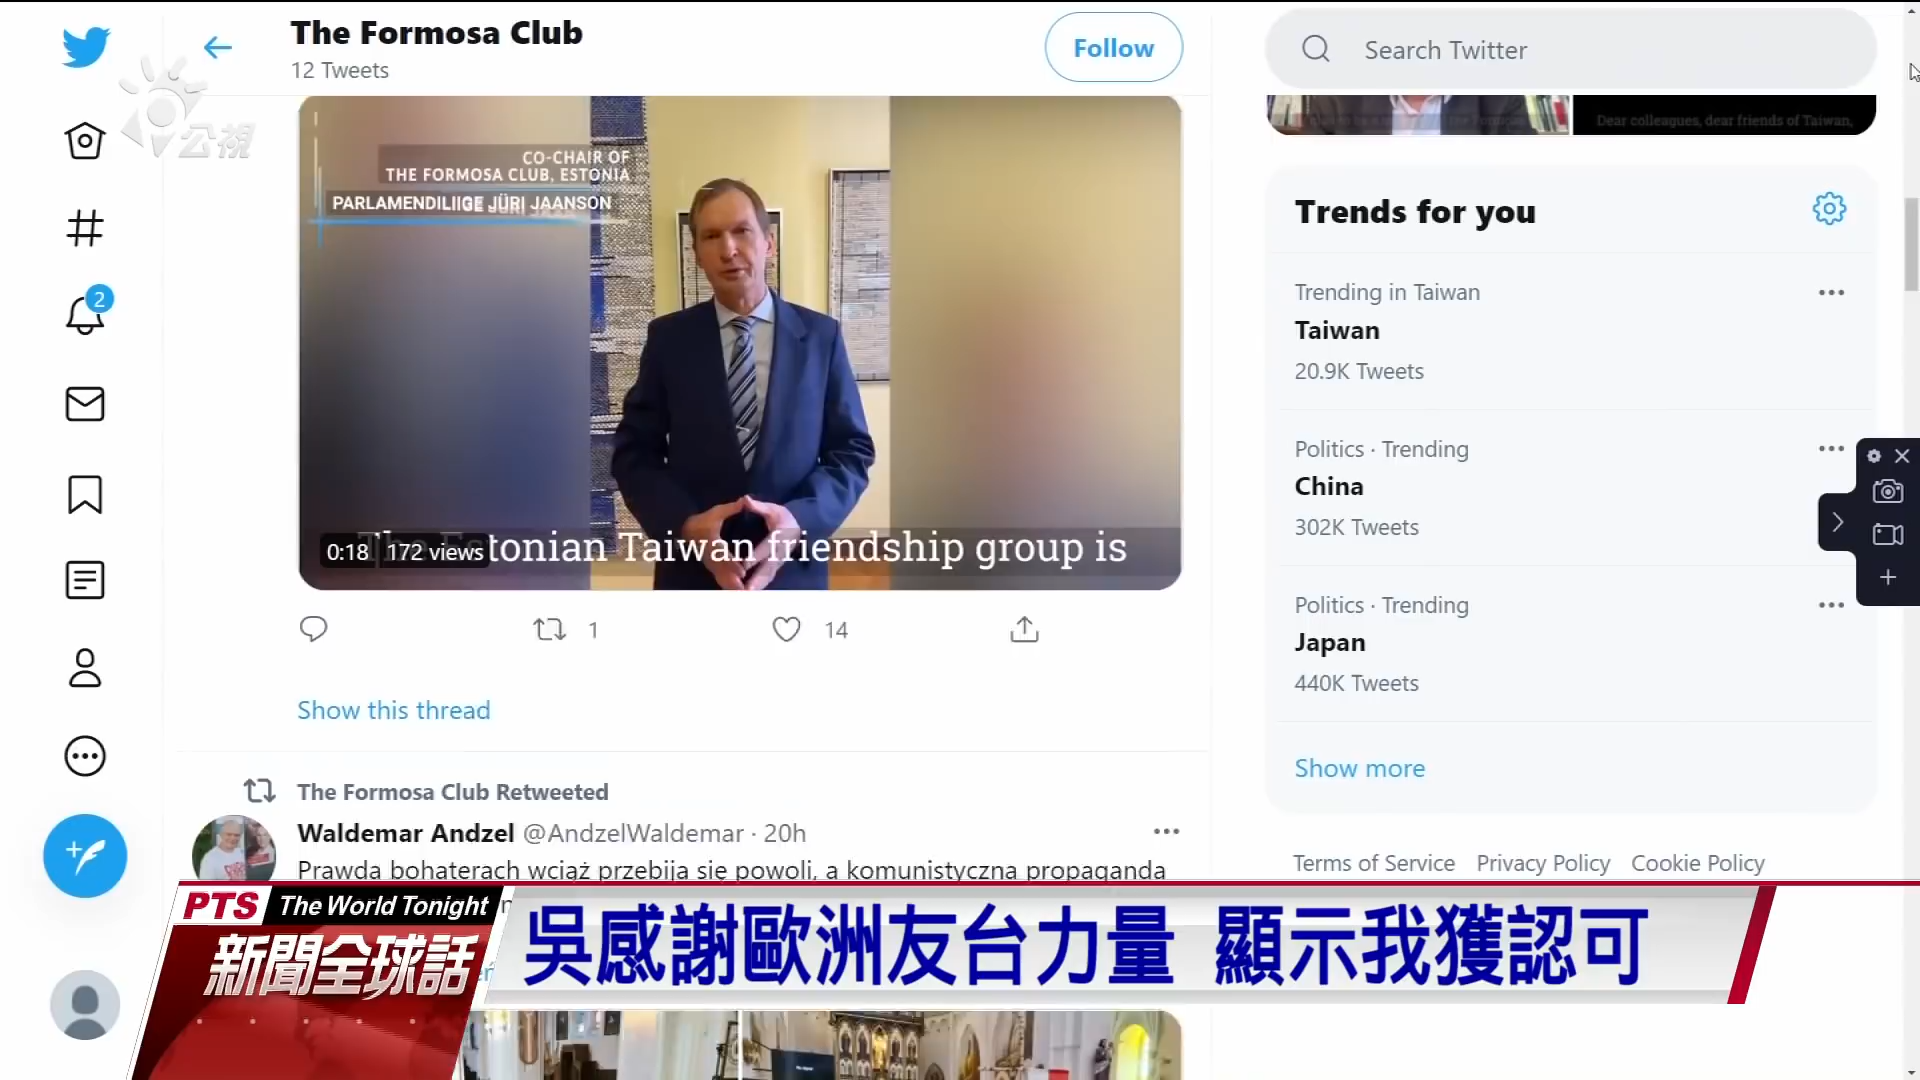 The Formosa Club
12 Tweets
Follow
Search Twitter
公視
2
CO-CHAIR OF
THE FORMOSA CLUB, ESTONIA
PARLAMENDILIIGE JÜRI JAANSON
0:18 172 views
The Estonian Taiwan friendship group is
1
14
Show this thread
The Formosa Club Retweeted
Waldemar Andzel @AndzelWaldemar · 20h
Prawda bohaterach wciąż przebija się powoli, a komunistyczna propaganda
Dear colleagues, dear friends of Taiwan,
Trends for you
Trending in Taiwan
Taiwan
20.9K Tweets
Politics · Trending
China
302K Tweets
Politics · Trending
Japan
440K Tweets
Show more
Terms of Service Privacy Policy Cookie Policy
PTS The World Tonight
新聞全球話
吳感謝歐洲友台力量 顯示我獲認可